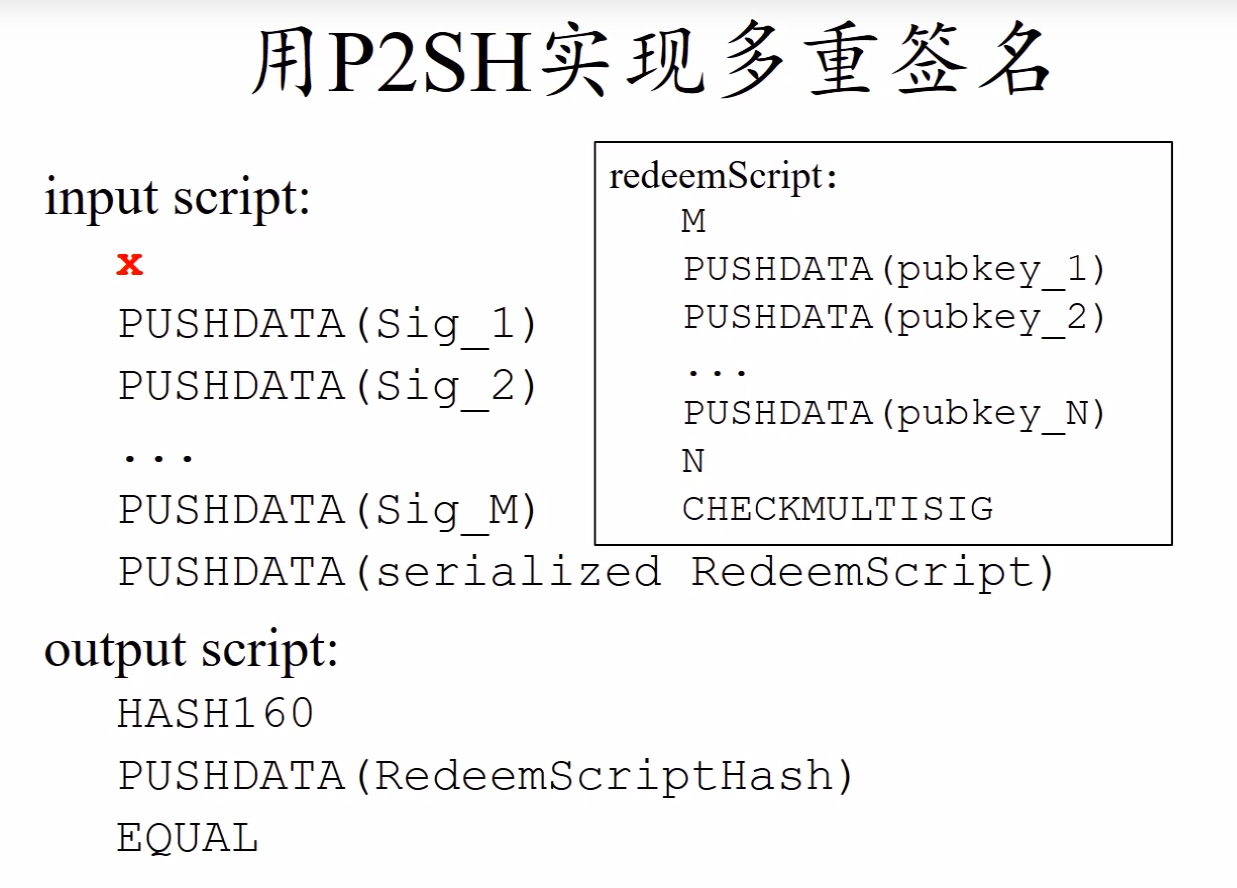 用P2SH实现多重签名
input script:
x
PUSHDATA(Sig_1)
PUSHDATA(Sig_2)
...
PUSHDATA(Sig_M)
PUSHDATA(serialized RedeemScript)
redeemScript:
M
PUSHDATA(pubkey_1)
PUSHDATA(pubkey_2)
...
PUSHDATA(pubkey_N)
N
CHECKMULTISIG
output script:
HASH160
PUSHDATA(RedeemScriptHash)
EQUAL